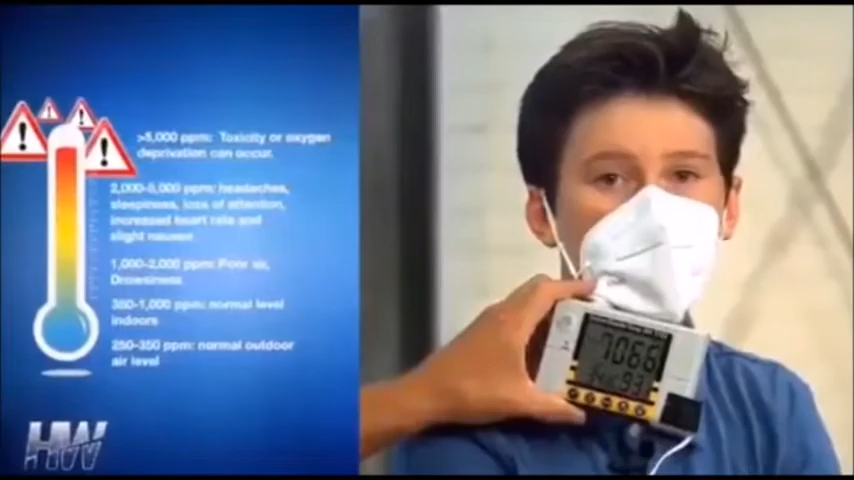 >5,000 ppm: Toxicity or oxygen
deprivation can occur.
2,000-5,000 ppm: headaches,
sleepiness, loss of attention,
increased heart rate and
slight nausea.
1,000-2,000 ppm: Poor air,
Drowsiness.
350-1,000 ppm: normal level
indoors
250-350 ppm: normal outdoor
air level
HW
7066